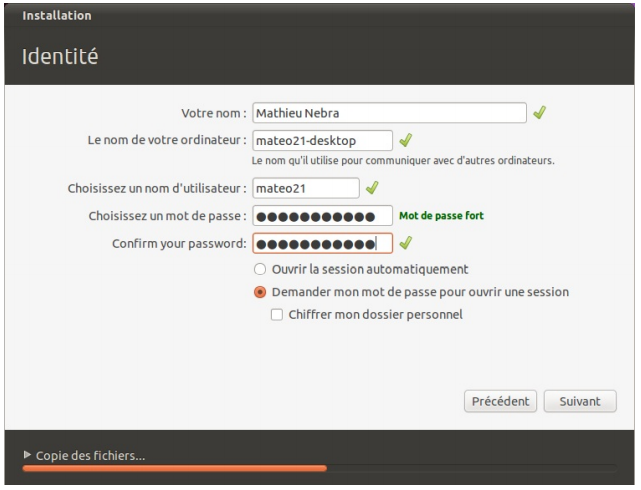 Installation
Identité
Votre nom : Mathieu Nebra
Le nom de votre ordinateur : mateo21-desktop
Le nom qu'il utilise pour communiquer avec d'autres ordinateurs.
Choisissez un nom d'utilisateur : mateo21
Choisissez un mot de passe : ●●●●●●●●●●● Mot de passe fort
Confirm your password: ●●●●●●●●●●●
Ouvrir la session automatiquement
Demander mon mot de passe pour ouvrir une session
Chiffrer mon dossier personnel
Précédent Suivant
Copie des fichiers...